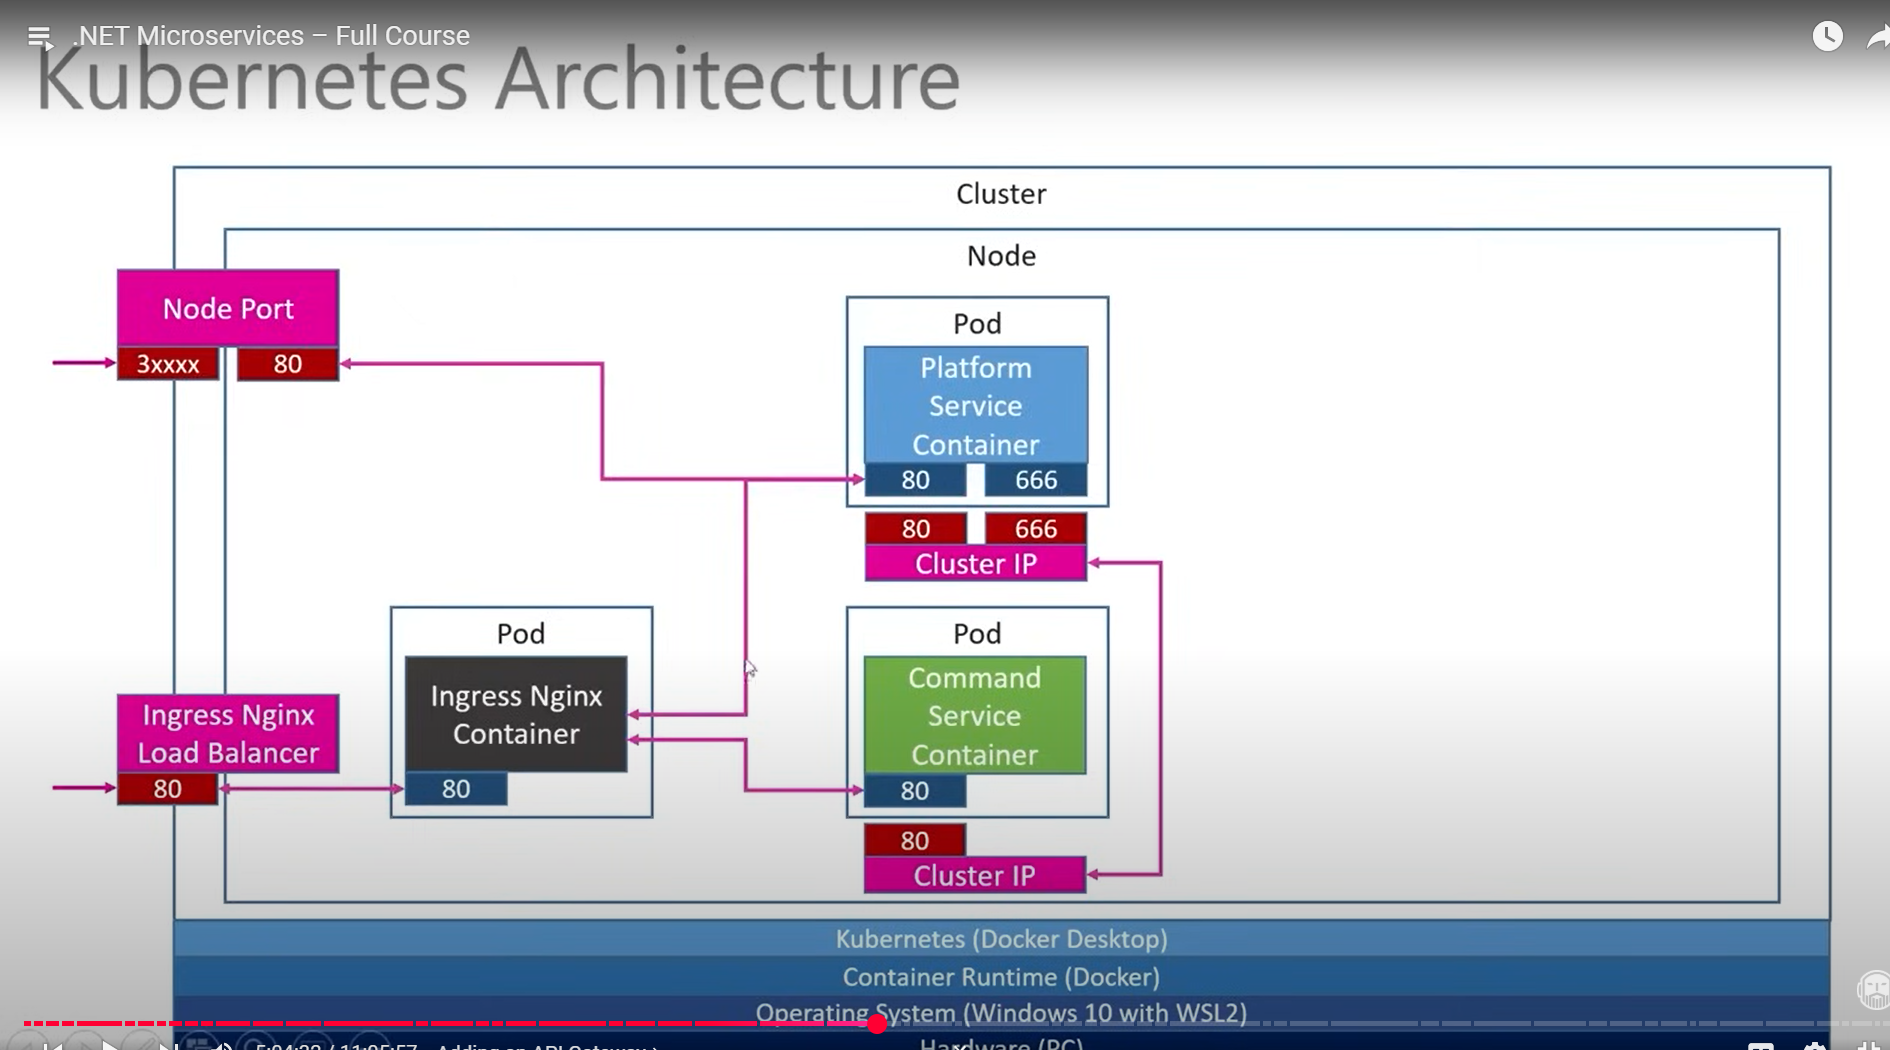 .NET Microservices – Full Course
Kubernetes Architecture
Cluster
Node
Node Port
3xxxx
80
Pod
Platform
Service
Container
80
666
80
666
Cluster IP
Pod
Ingress Nginx
Container
80
Ingress Nginx
Load Balancer
80
Pod
Command
Service
Container
80
80
Cluster IP
Kubernetes (Docker Desktop)
Container Runtime (Docker)
Operating System (Windows 10 with WSL2)
Hardware (PC)
5:04:22 / 11:05:57
Adding an API Gateway